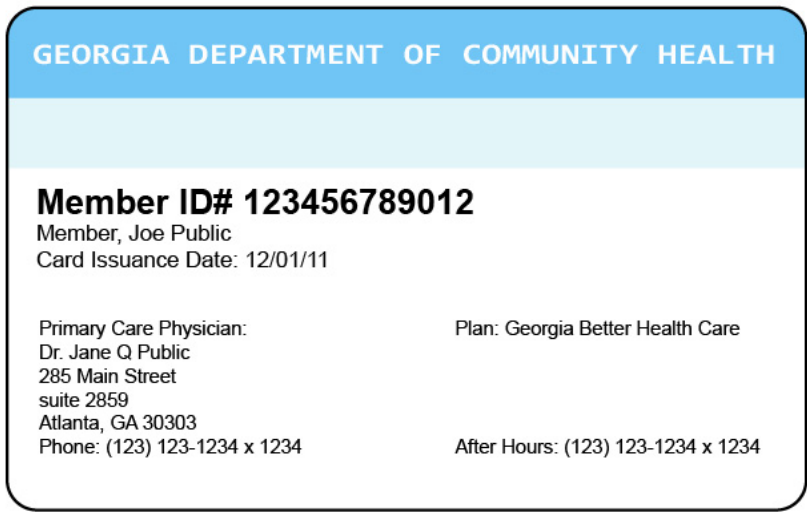 GEORGIA DEPARTMENT OF COMMUNITY HEALTH
Member ID# 123456789012
Member, Joe Public
Card Issuance Date: 12/01/11
Primary Care Physician:
Dr. Jane Q Public
285 Main Street
suite 2859
Atlanta, GA 30303
Phone: (123) 123-1234 x 1234
Plan: Georgia Better Health Care
After Hours: (123) 123-1234 x 1234